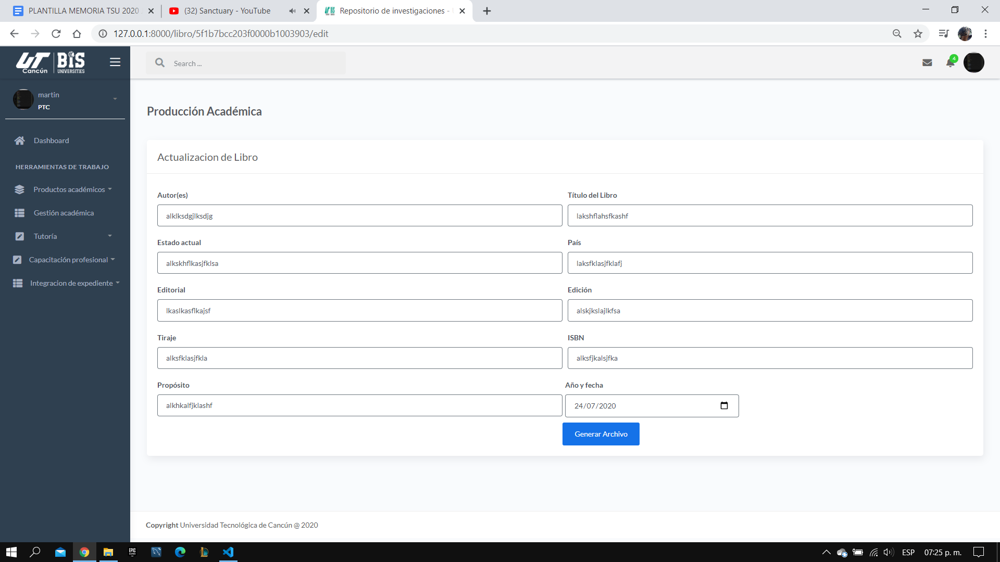 PLANTILLA MEMORIA TSU 2020
(32) Sanctuary - YouTube
Repositorio de investigaciones -
127.0.0.1:8000/libro/5f1b7bcc203f0000b1003903/edit
UT Cancún
BIS UNIVERSITIES
Search ...
4
martin
PTC
Producción Académica
Dashboard
HERRAMIENTAS DE TRABAJO
Productos académicos
Gestión académica
Tutoría
Capacitación profesional
Integracion de expediente
Actualizacion de Libro
Autor(es)
Título del Libro
alklksdgjlksdjg
lakshflahsfkashf
Estado actual
País
alkskhflkasjfklsa
laksfklasjfklafj
Editorial
Edición
lkaslkasflkajsf
alskjkslajlkfsa
Tiraje
ISBN
alksfklasjfkla
alksfjkalsjfka
Propósito
Año y fecha
alkhkalfjklashf
24/07/2020
Generar Archivo
Copyright Universidad Tecnológica de Cancún @ 2020
EPIC GAMES
ESP
07:25 p. m.